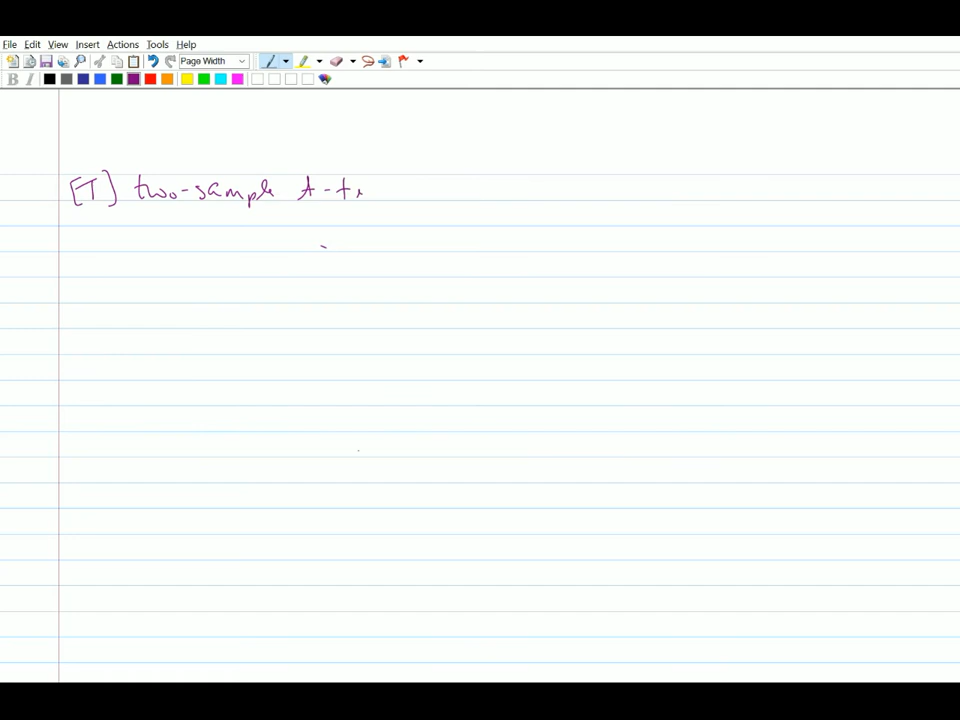 File Edit View Insert Actions Tools Help
Page Width
B I
[T] two-sample t-t